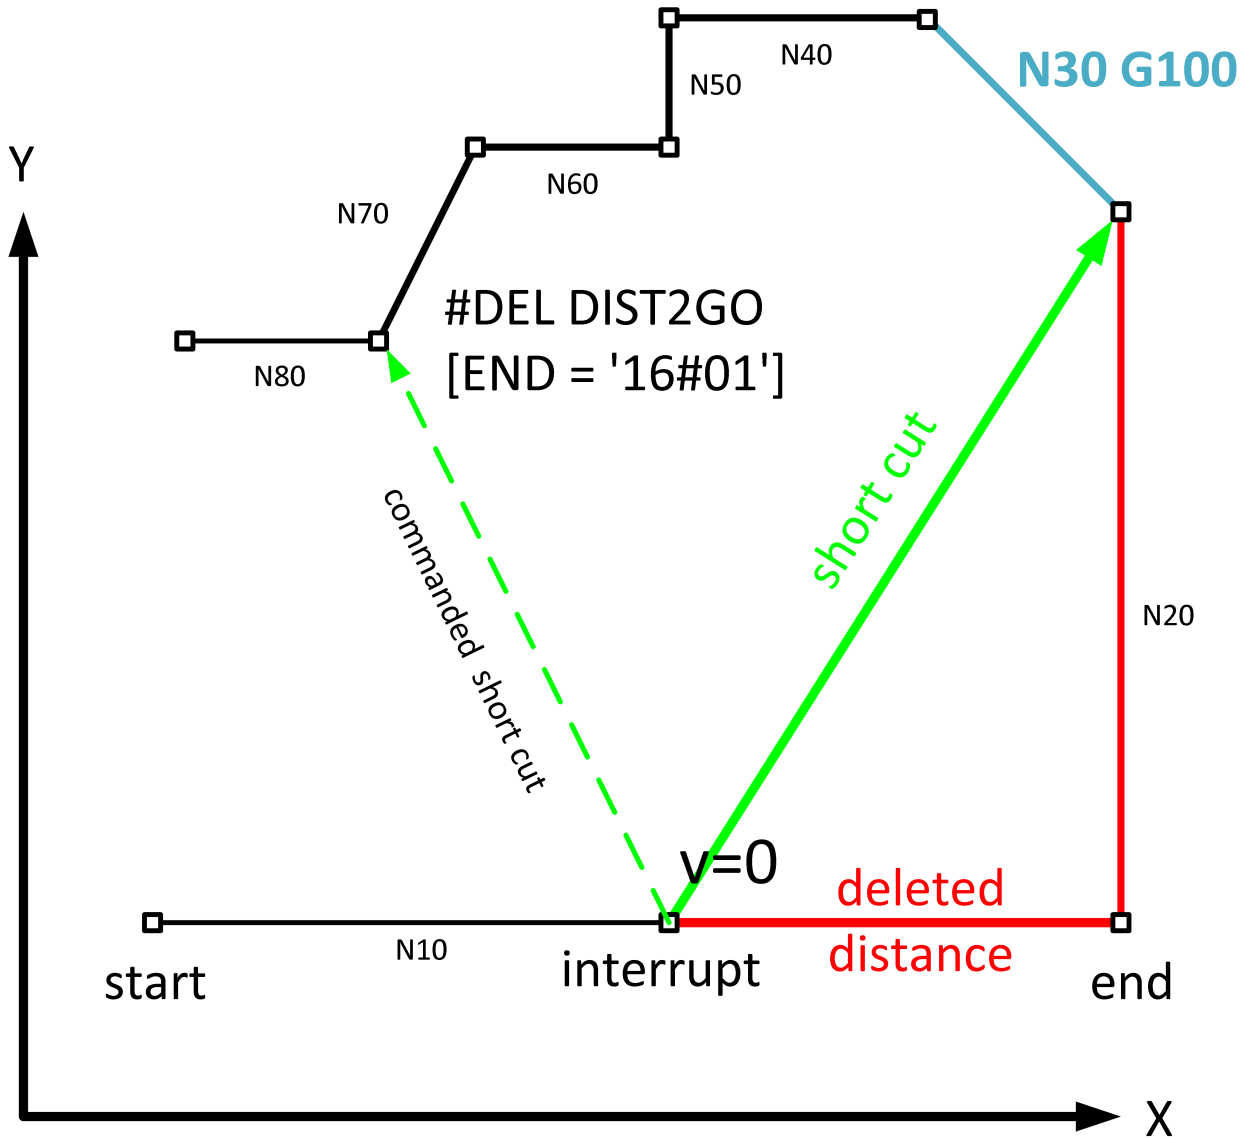 N40
N30 G100
N50
Y
N60
N70
#DEL DIST2GO
[END = '16#01']
N80
short cut
commanded short cut
N20
v=0
deleted
distance
N10
start
interrupt
end
X